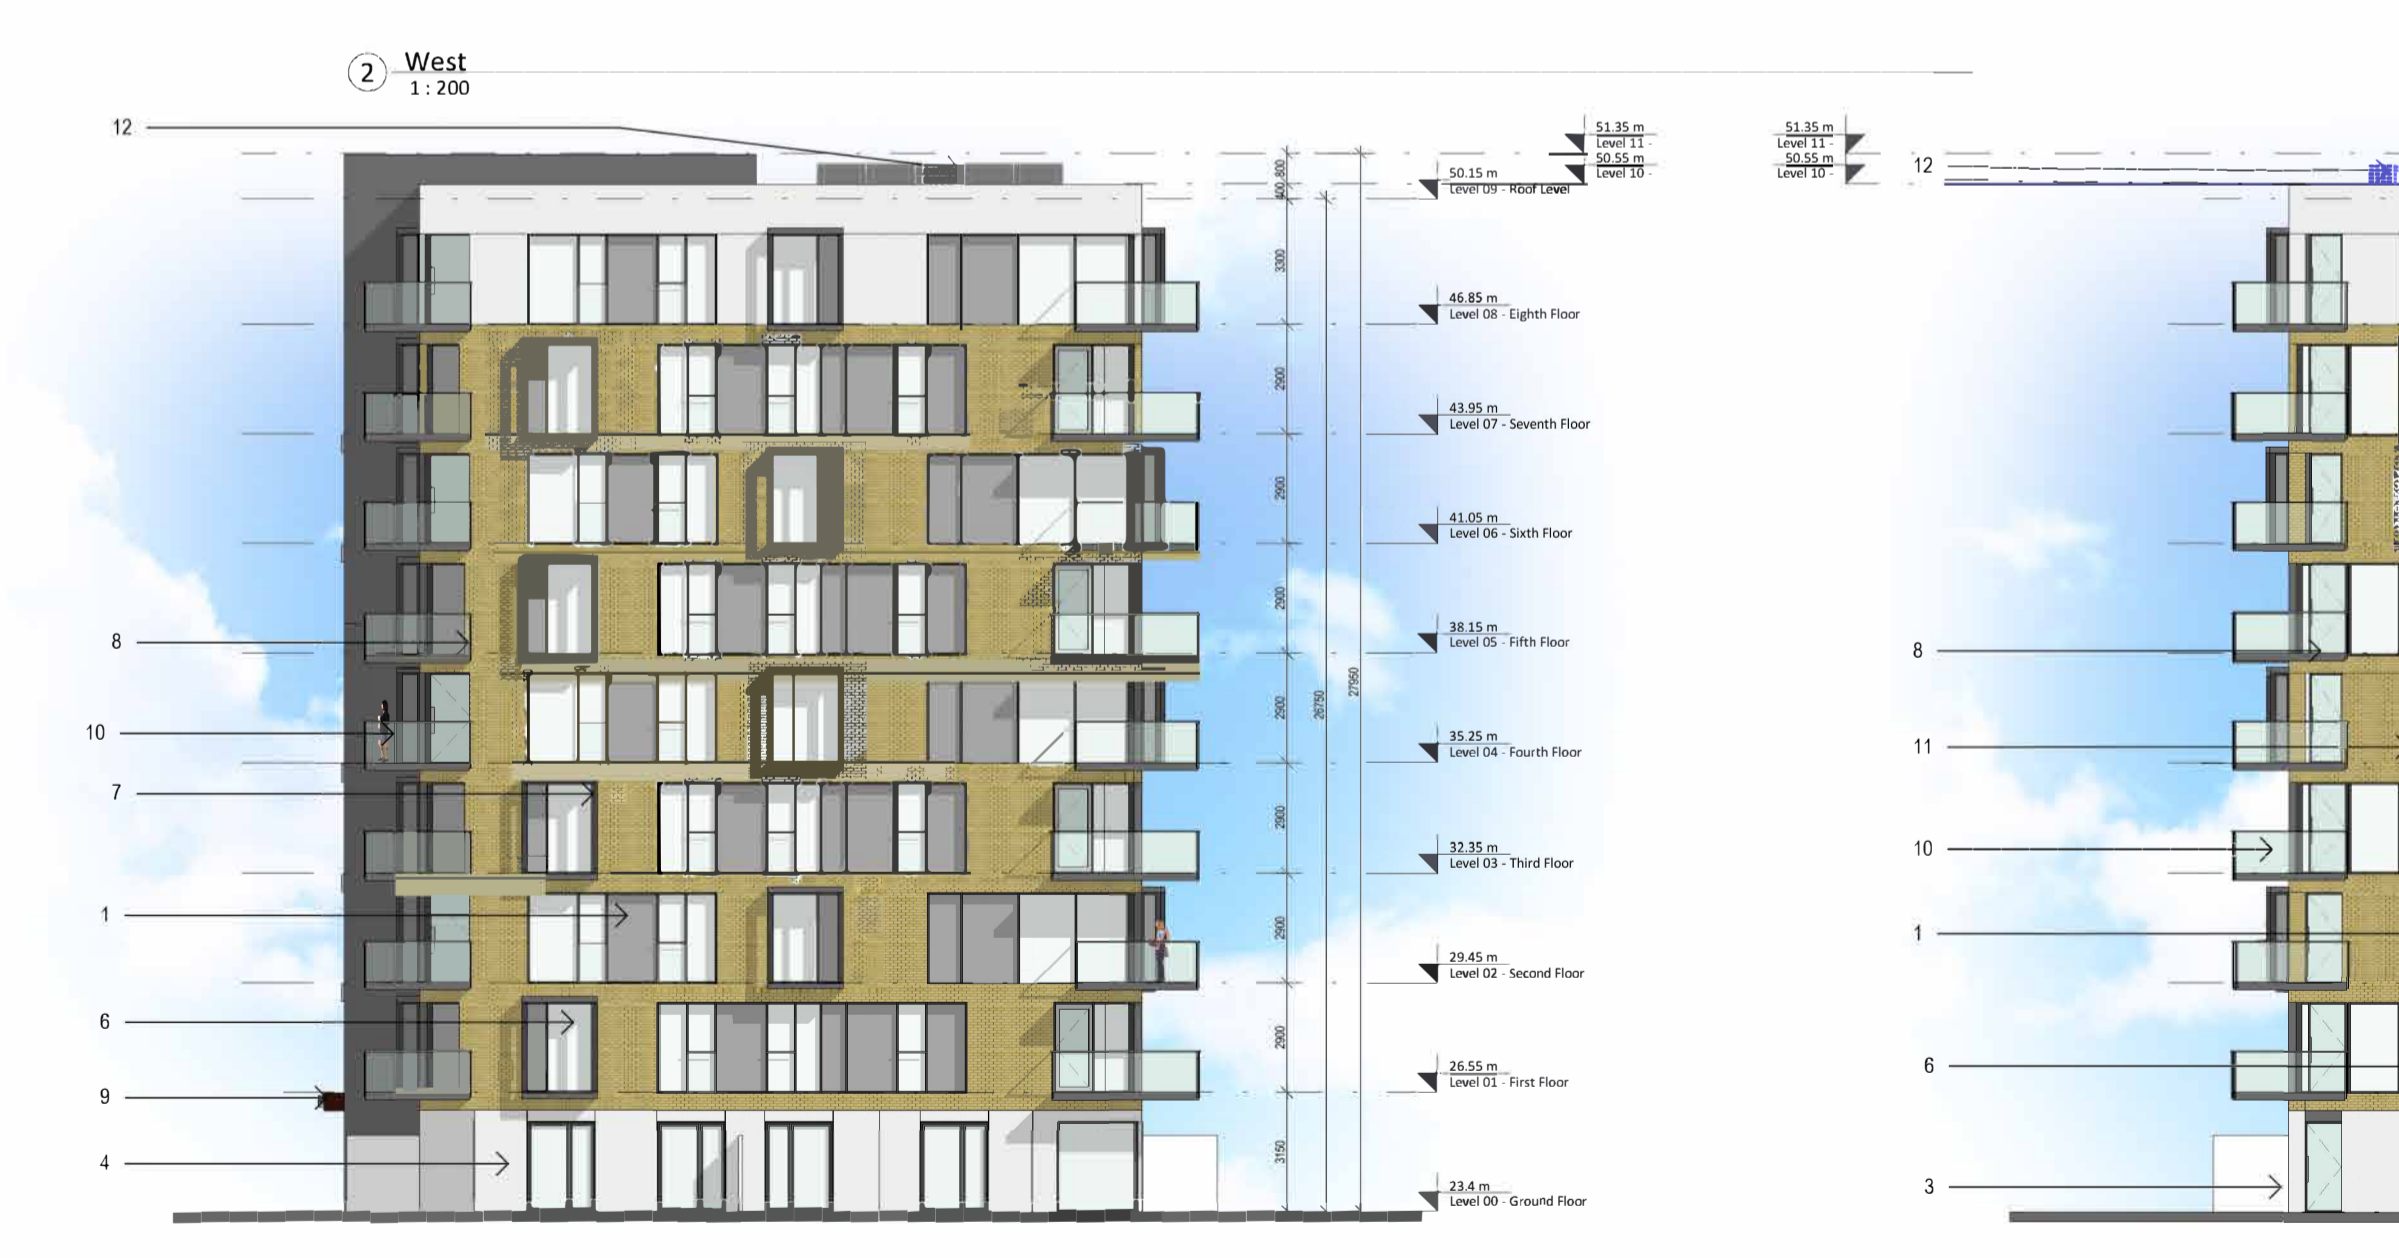 2 West
1 : 200
12
51.35 m
Level 11 -
50.55 m
Level 10 -
50.15 m
Level 09 - Roof Level
46.85 m
Level 08 - Eighth Floor
43.95 m
Level 07 - Seventh Floor
41.05 m
Level 06 - Sixth Floor
38.15 m
Level 05 - Fifth Floor
35.25 m
Level 04 - Fourth Floor
32.35 m
Level 03 - Third Floor
29.45 m
Level 02 - Second Floor
26.55 m
Level 01 - First Floor
23.4 m
Level 00 - Ground Floor
8
10
7
1
6
9
4
800
400
3300
2900
2900
2900
2900
2900
2900
2900
3150
26750
27950
51.35 m
Level 11 -
50.55 m
Level 10 -
12
8
11
10
1
6
3